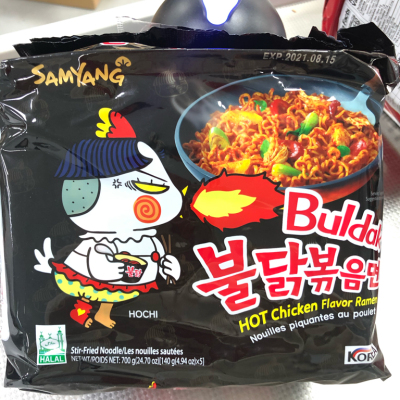 EXP 2021.08.15
SAMYANG
Buldak
불닭볶음면
HOT Chicken Flavor Ramen
Nouilles piquantes au poulet
HOCHI
HALAL
Stir-Fried Noodle/Les nouilles sautées
NET WT./POIDS NET: 700 g(24.70 oz)[140 g(4.94 oz)×5]